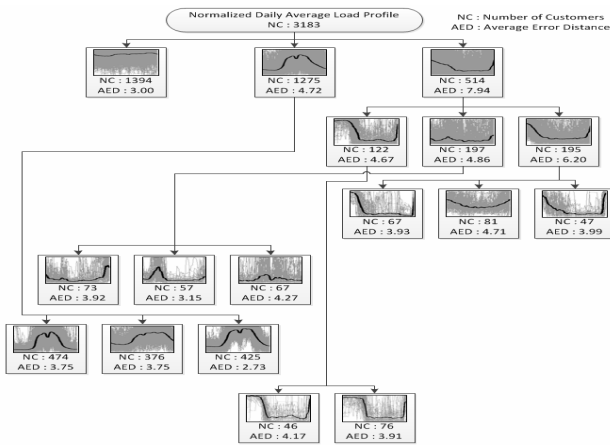 Normalized Daily Average Load Profile
NC : 3183
NC : Number of Customers
AED : Average Error Distance
NC : 1394
AED : 3.00
NC : 1275
AED : 4.72
NC : 514
AED : 7.94
NC : 122
AED : 4.67
NC : 197
AED : 4.86
NC : 195
AED : 6.20
NC : 67
AED : 3.93
NC : 81
AED : 4.71
NC : 47
AED : 3.99
NC : 73
AED : 3.92
NC : 57
AED : 3.15
NC : 67
AED : 4.27
NC : 474
AED : 3.75
NC : 376
AED : 3.75
NC : 425
AED : 2.73
NC : 46
AED : 4.17
NC : 76
AED : 3.91